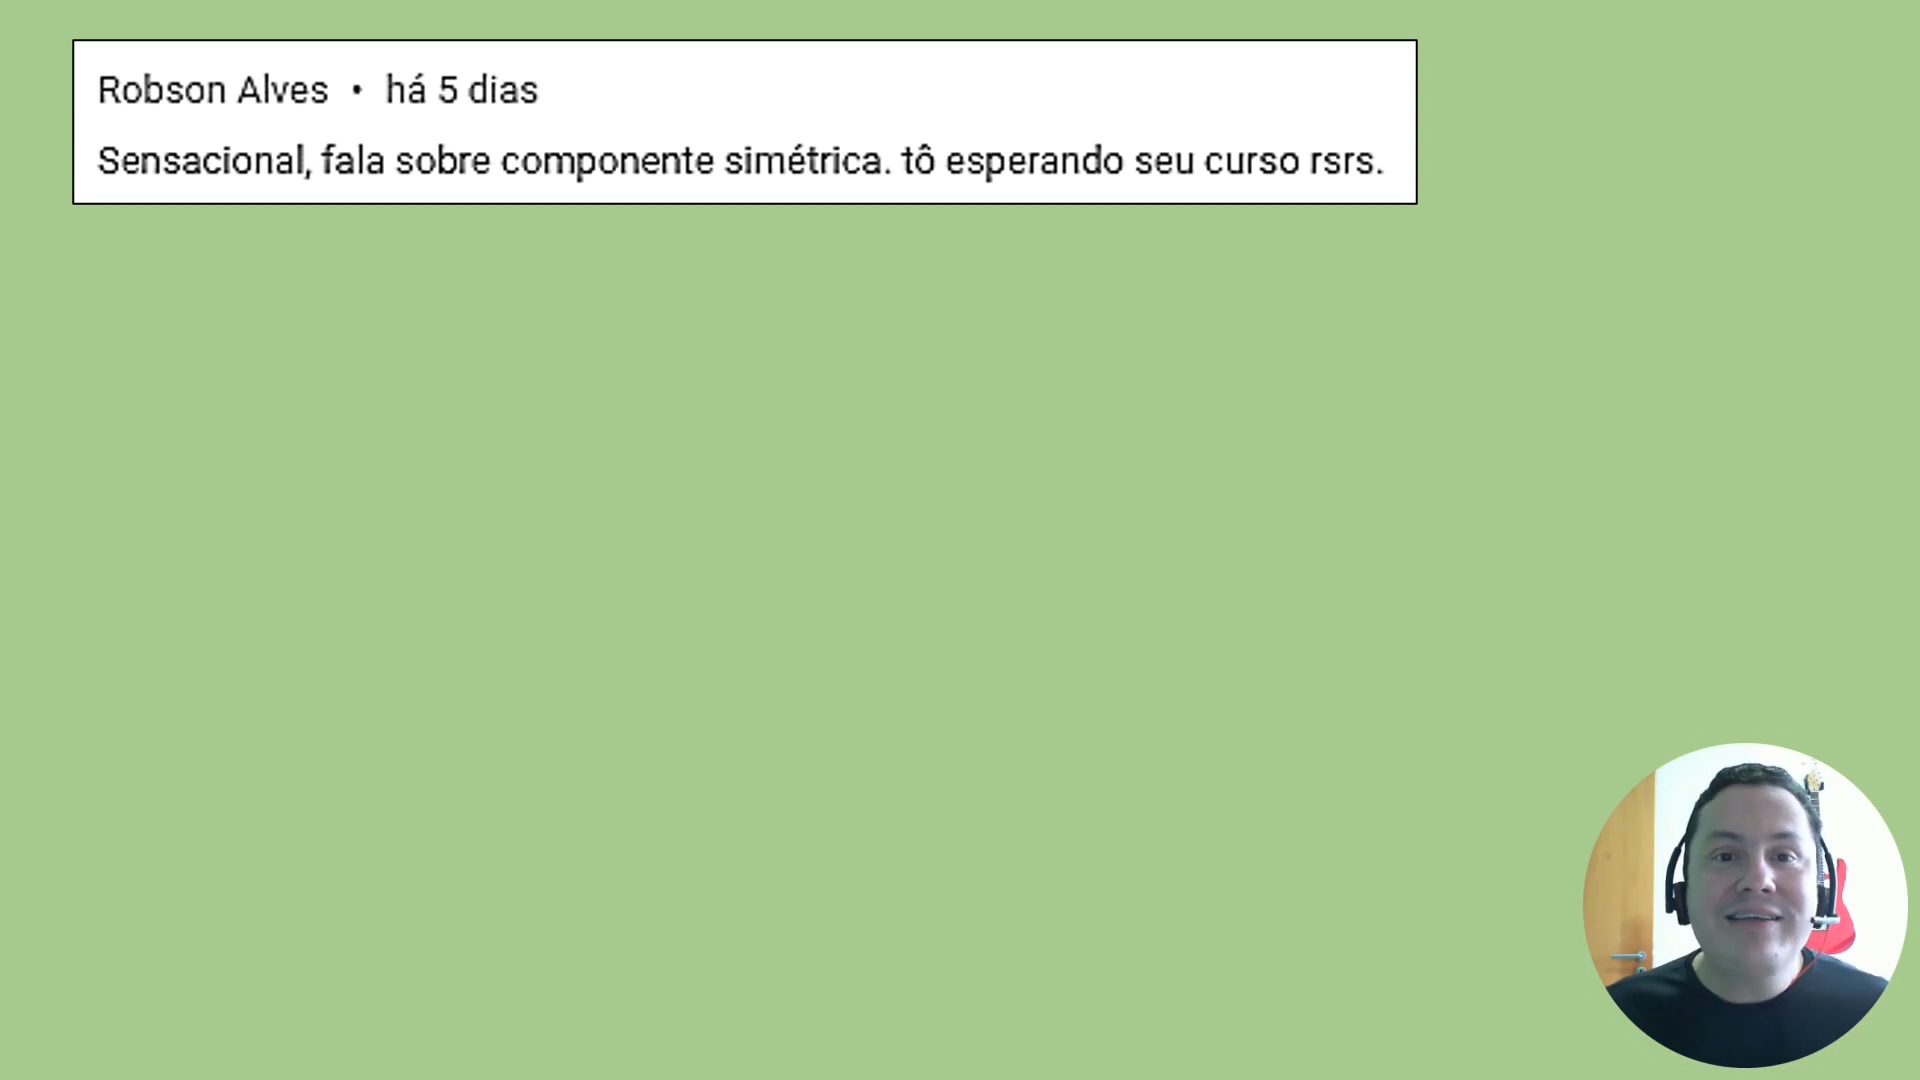 Robson Alves • há 5 dias
Sensacional, fala sobre componente simétrica. tô esperando seu curso rsrs.